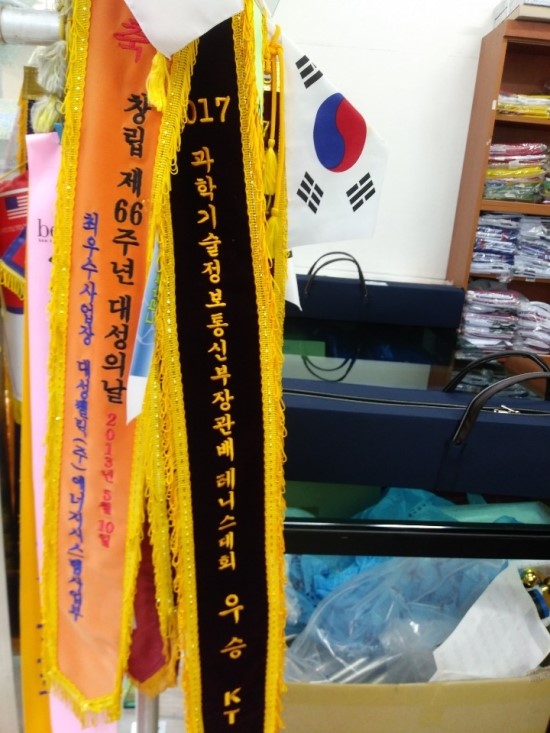 축 창립 제66주년 대성의날
2013년 5월 10일
최우수사업장 대성쎌틱(주)에너지시스템사업부
2017 과학기술정보통신부장관배 테니스대회 우승 KT
be